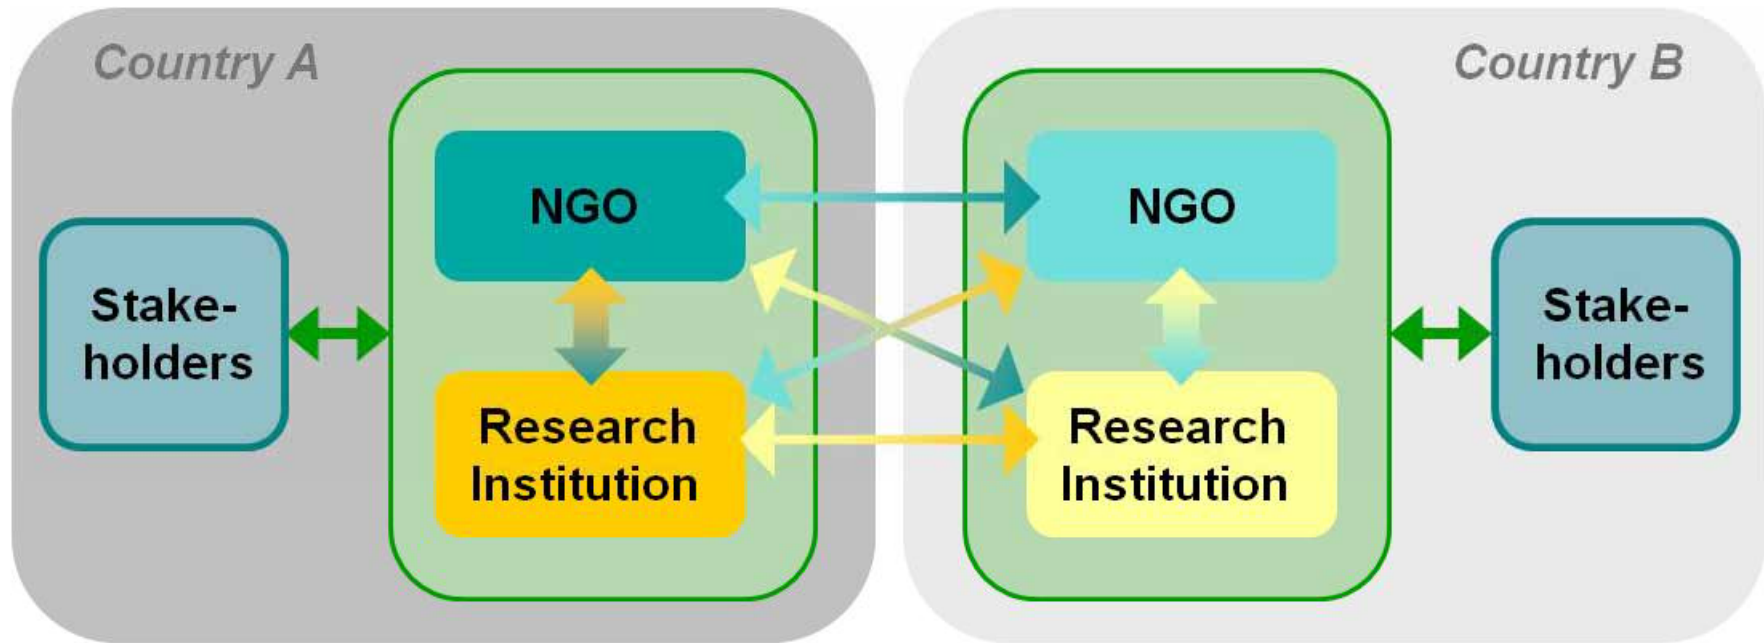 Country A
Country B
NGO
NGO
Stake-
holders
Stake-
holders
Research
Institution
Research
Institution